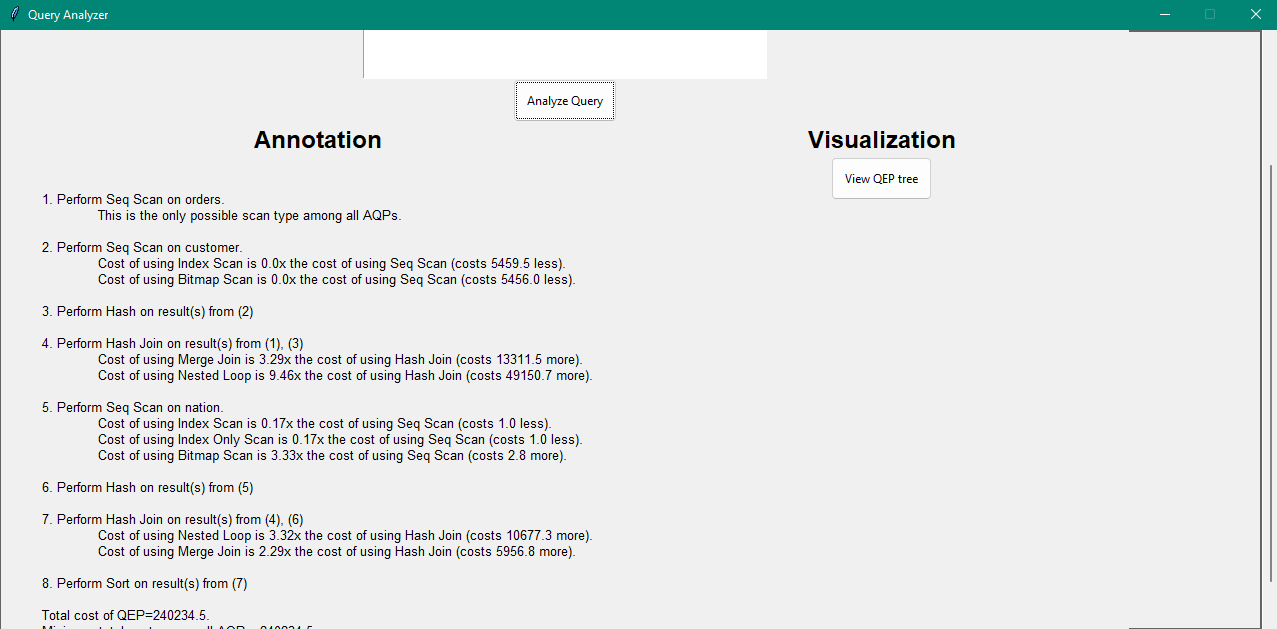 Query Analyzer
Analyze Query
Annotation
Visualization
View QEP tree
1. Perform Seq Scan on orders.
This is the only possible scan type among all AQPs.
2. Perform Seq Scan on customer.
Cost of using Index Scan is 0.0x the cost of using Seq Scan (costs 5459.5 less).
Cost of using Bitmap Scan is 0.0x the cost of using Seq Scan (costs 5456.0 less).
3. Perform Hash on result(s) from (2)
4. Perform Hash Join on result(s) from (1), (3)
Cost of using Merge Join is 3.29x the cost of using Hash Join (costs 13311.5 more).
Cost of using Nested Loop is 9.46x the cost of using Hash Join (costs 49150.7 more).
5. Perform Seq Scan on nation.
Cost of using Index Scan is 0.17x the cost of using Seq Scan (costs 1.0 less).
Cost of using Index Only Scan is 0.17x the cost of using Seq Scan (costs 1.0 less).
Cost of using Bitmap Scan is 3.33x the cost of using Seq Scan (costs 2.8 more).
6. Perform Hash on result(s) from (5)
7. Perform Hash Join on result(s) from (4), (6)
Cost of using Nested Loop is 3.32x the cost of using Hash Join (costs 10677.3 more).
Cost of using Merge Join is 2.29x the cost of using Hash Join (costs 5956.8 more).
8. Perform Sort on result(s) from (7)
Total cost of QEP=240234.5.